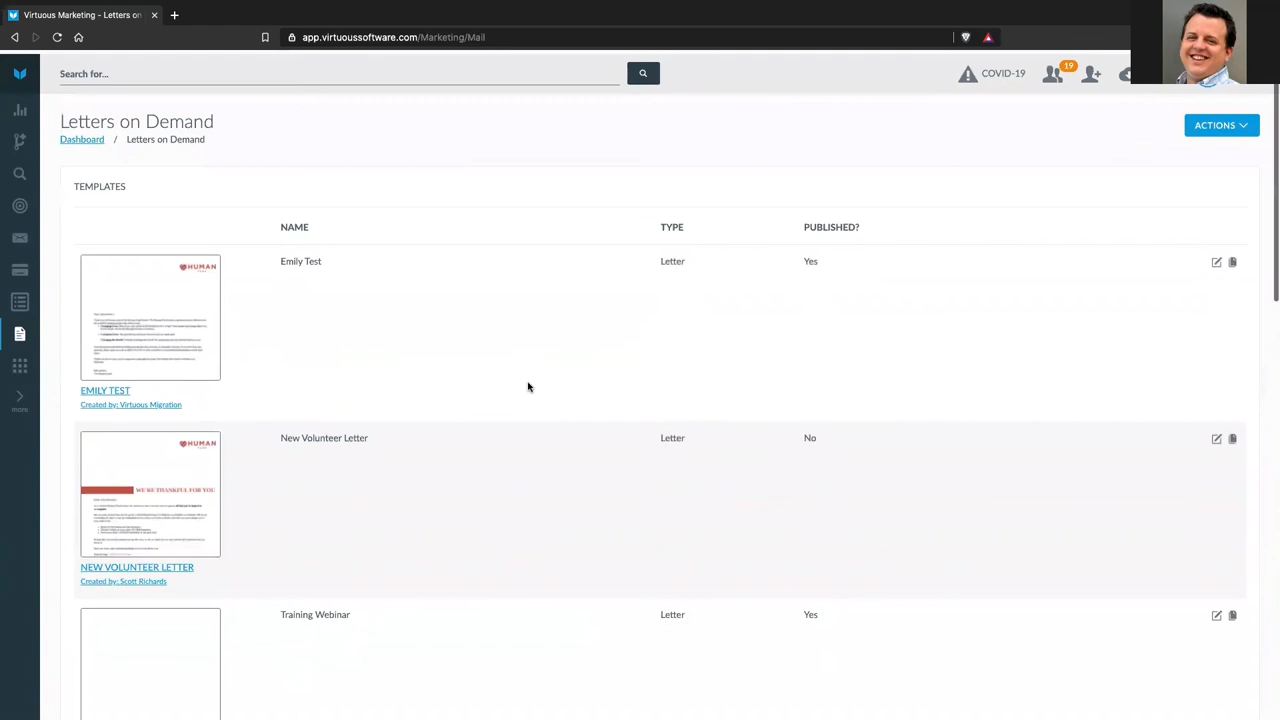 Virtuous Marketing - Letters on
app.virtuoussoftware.com/Marketing/Mail
Search for...
COVID-19
19
Letters on Demand
ACTIONS
Dashboard / Letters on Demand
TEMPLATES
NAME TYPE PUBLISHED?
Emily Test Letter Yes
HUMAN
EMILY TEST
Created by: Virtuous Migration
more
New Volunteer Letter Letter No
HUMAN
WE'RE THANKFUL FOR YOU
NEW VOLUNTEER LETTER
Created by: Scott Richards
Training Webinar Letter Yes